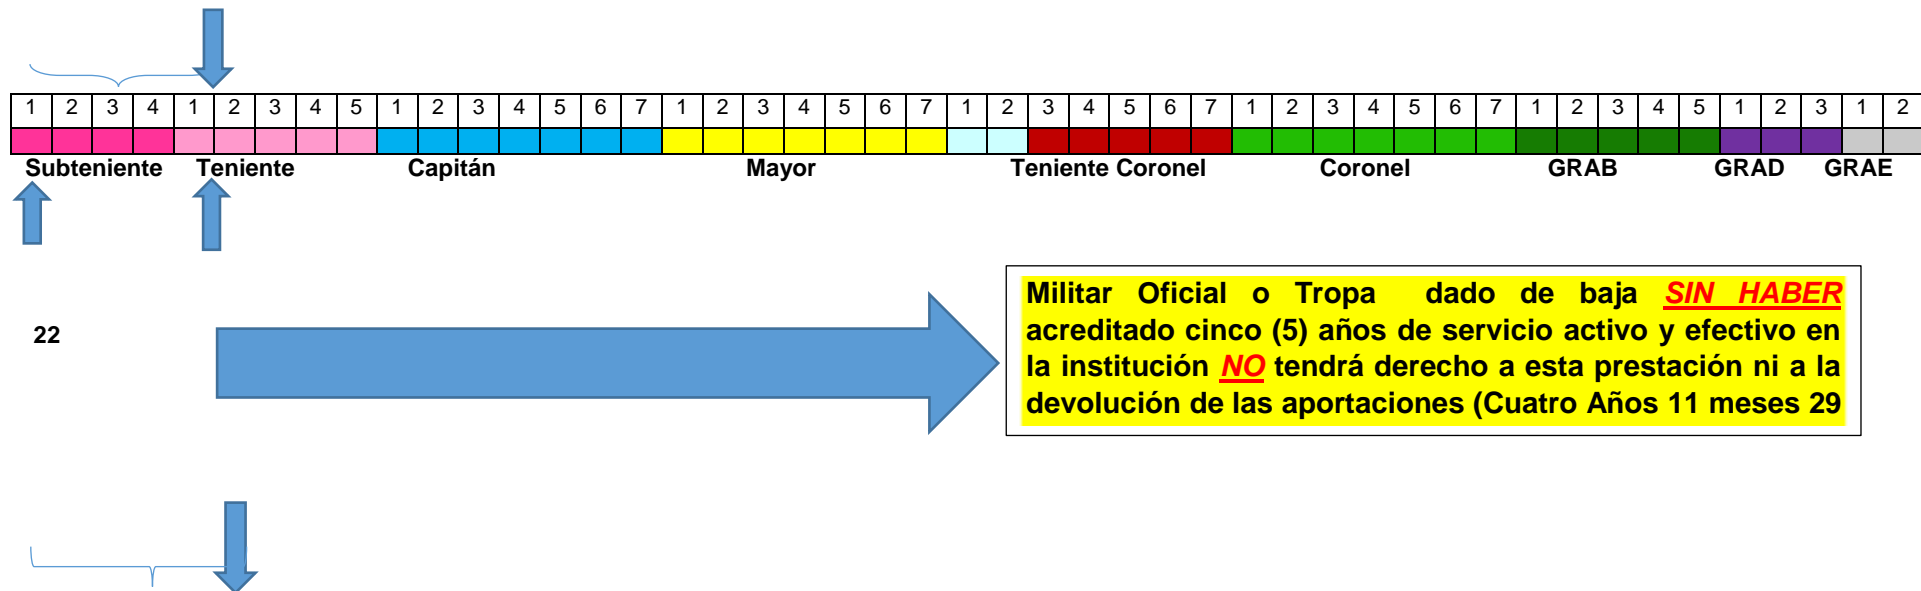 1 2 3 4 1 2 3 4 5 1 2 3 4 5 6 7 1 2 3 4 5 6 7 1 2 3 4 5 6 7 1 2 3 4 5 6 7 1 2 3 4 5 1 2 3 1 2
Subteniente Teniente Capitán Mayor Teniente Coronel Coronel GRAB GRAD GRAE
22
Militar Oficial o Tropa dado de baja SIN HABER
acreditado cinco (5) años de servicio activo y efectivo en
la institución NO tendrá derecho a esta prestación ni a la
devolución de las aportaciones (Cuatro Años 11 meses 29